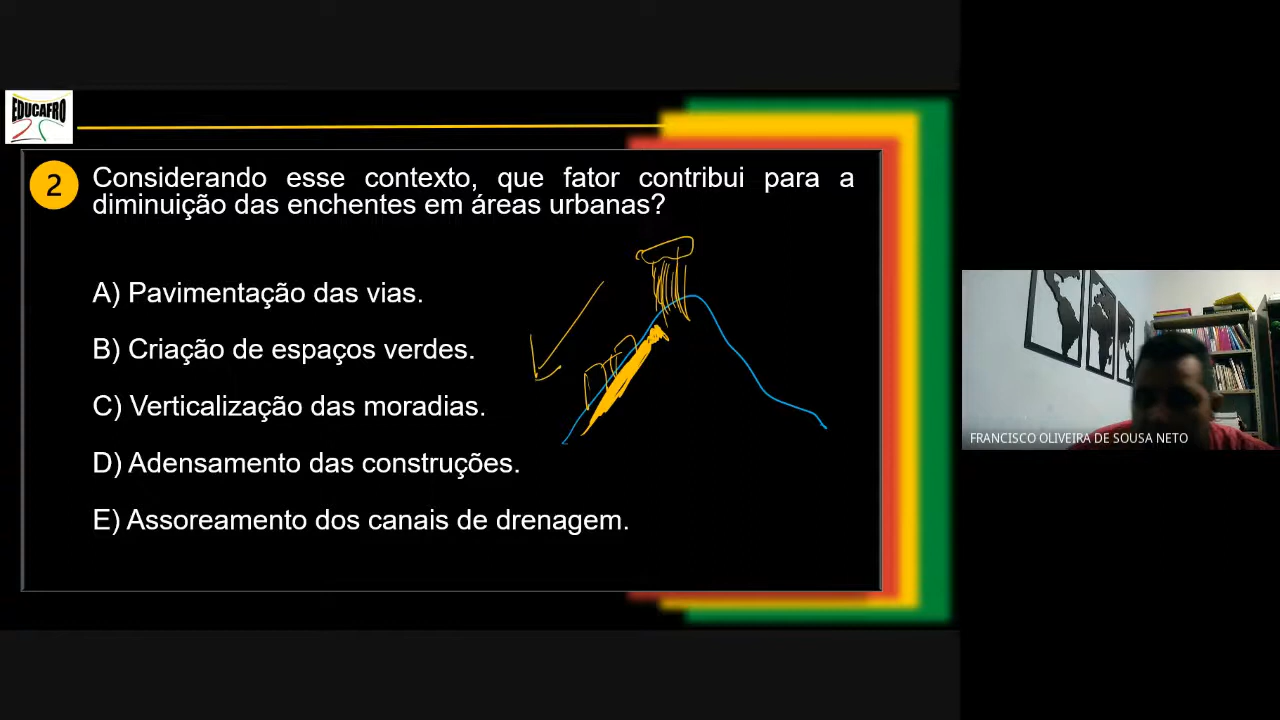 EDUCAFRO
2 Considerando esse contexto, que fator contribui para a
diminuição das enchentes em áreas urbanas?
A) Pavimentação das vias.
B) Criação de espaços verdes.
C) Verticalização das moradias.
D) Adensamento das construções.
E) Assoreamento dos canais de drenagem.
FRANCISCO OLIVEIRA DE SOUSA NETO